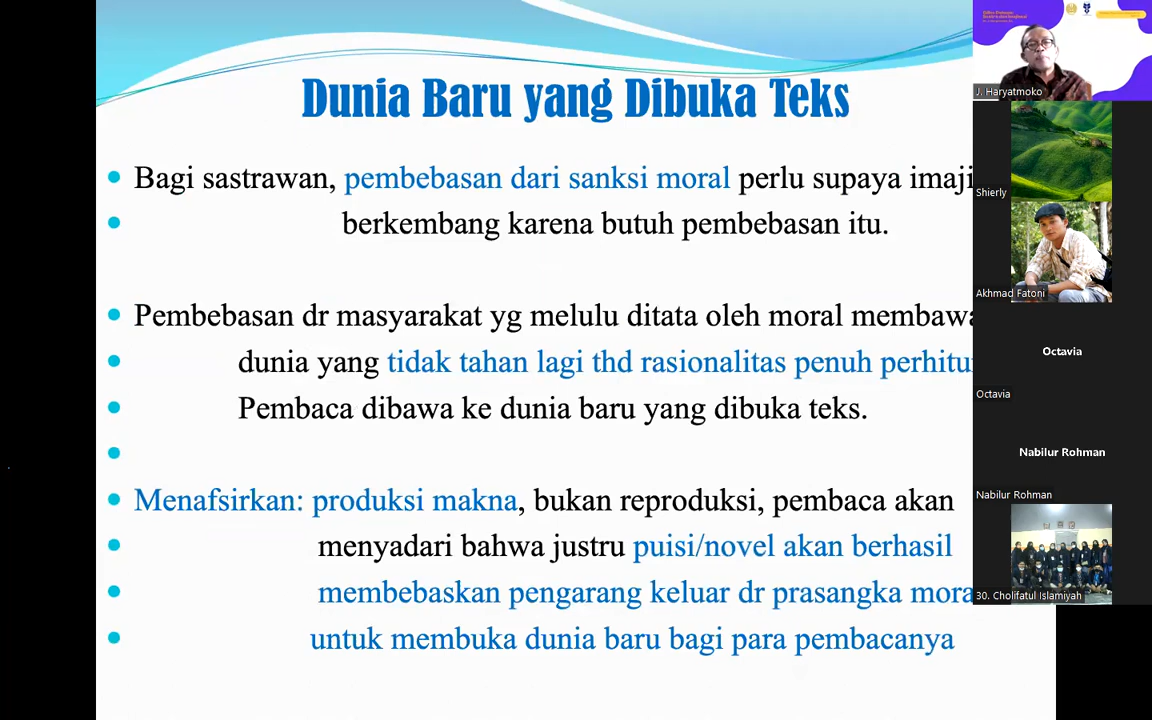 Dunia Baru yang Dibuka Teks
Bagi sastrawan, pembebasan dari sanksi moral perlu supaya imaji
berkembang karena butuh pembebasan itu.
Pembebasan dr masyarakat yg melulu ditata oleh moral membawa
dunia yang tidak tahan lagi thd rasionalitas penuh perhitu
Pembaca dibawa ke dunia baru yang dibuka teks.
Menafsirkan: produksi makna, bukan reproduksi, pembaca akan
menyadari bahwa justru puisi/novel akan berhasil
membebaskan pengarang keluar dr prasangka mora
untuk membuka dunia baru bagi para pembacanya
J. Haryatmoko
Shierly
Akhmad Fatoni
Octavia
Octavia
Nabilur Rohman
Nabilur Rohman
30. Cholifatul Islamiyah